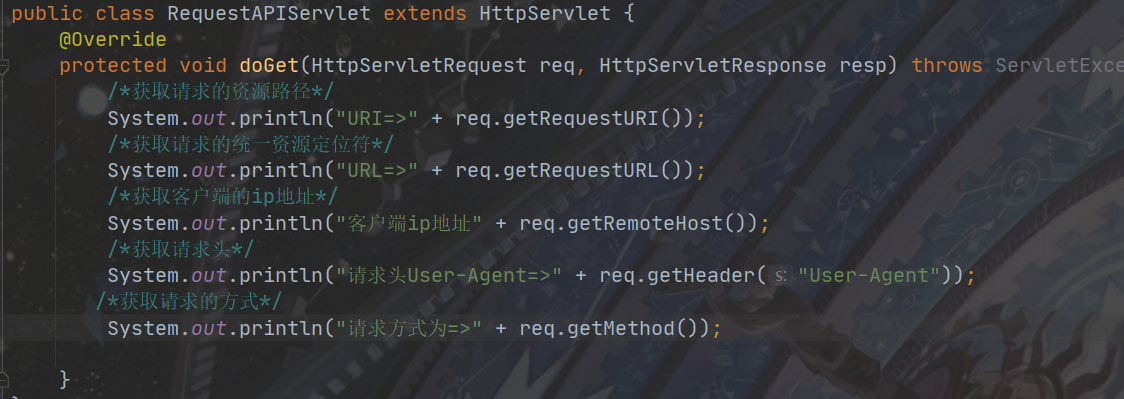 public class RequestAPIServlet extends HttpServlet {
@Override
protected void doGet(HttpServletRequest req, HttpServletResponse resp) throws ServletExce
/*获取请求的资源路径*/
System.out.println("URI=>" + req.getRequestURI());
/*获取请求的统一资源定位符*/
System.out.println("URL=>" + req.getRequestURL());
/*获取客户端的ip地址*/
System.out.println("客户端ip地址" + req.getRemoteHost());
/*获取请求头*/
System.out.println("请求头User-Agent=>" + req.getHeader( s: "User-Agent"));
/*获取请求的方式*/
System.out.println("请求方式为=>" + req.getMethod());
}